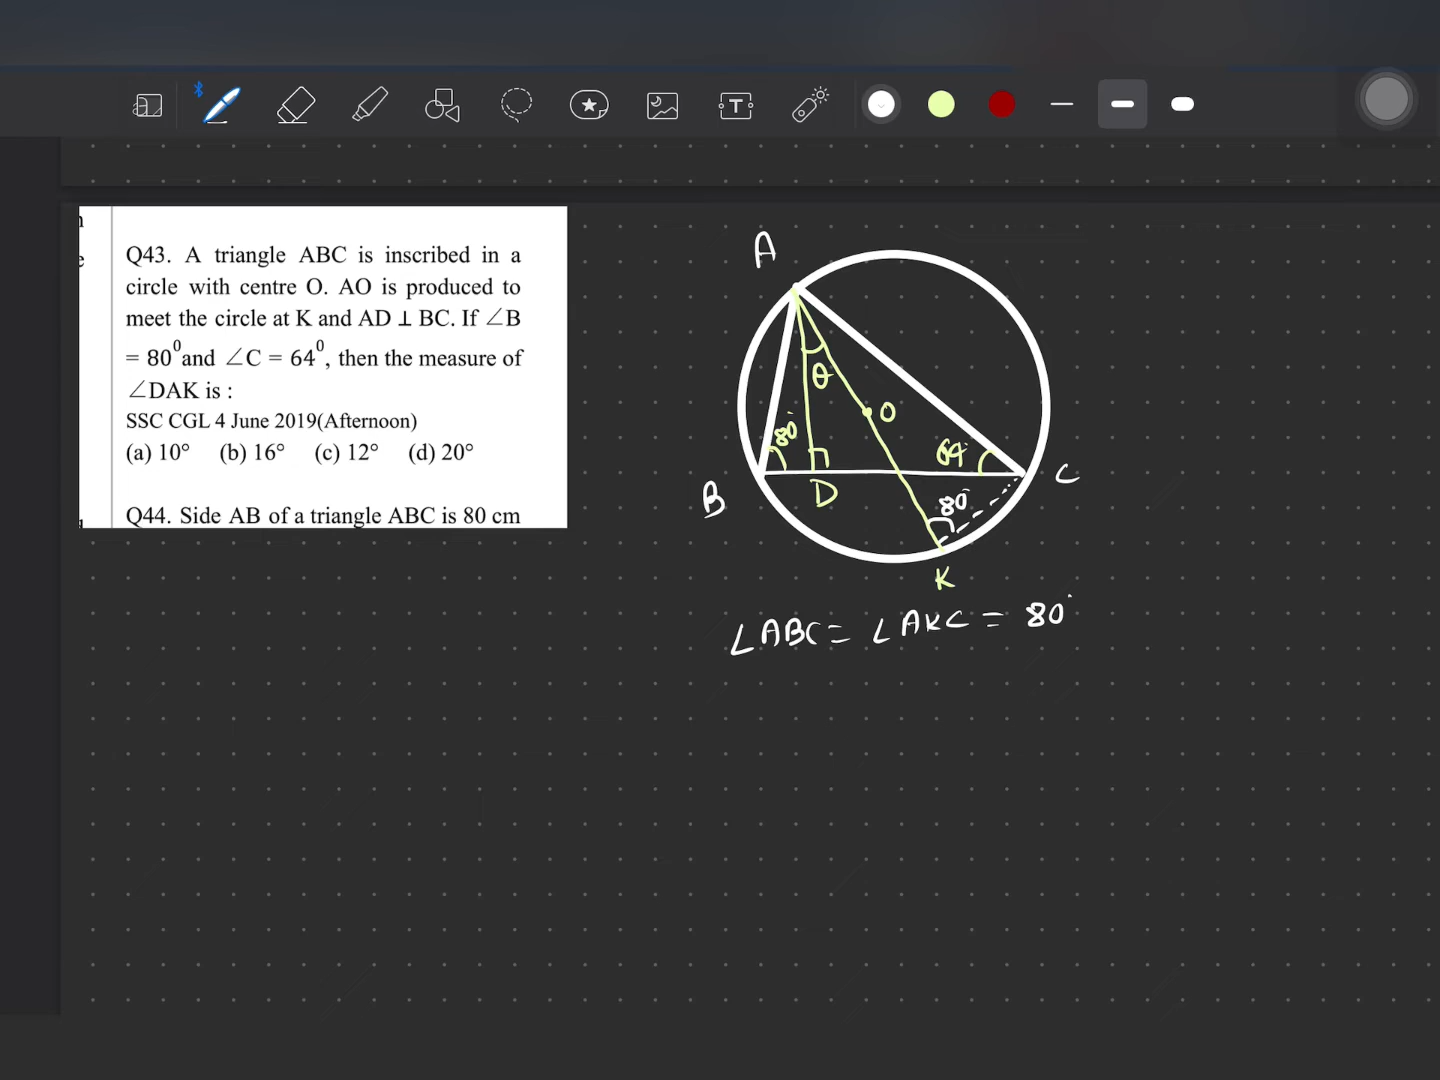 Q43. A triangle ABC is inscribed in a
circle with centre O. AO is produced to
meet the circle at K and AD ⊥ BC. If ∠B
= 80⁰and ∠C = 64⁰, then the measure of
∠DAK is :
SSC CGL 4 June 2019(Afternoon)
(a) 10° (b) 16° (c) 12° (d) 20°
Q44. Side AB of a triangle ABC is 80 cm
A
θ
O
80°
64°
B
D
C
80°
K
∠ABC = ∠AKC = 80°
T